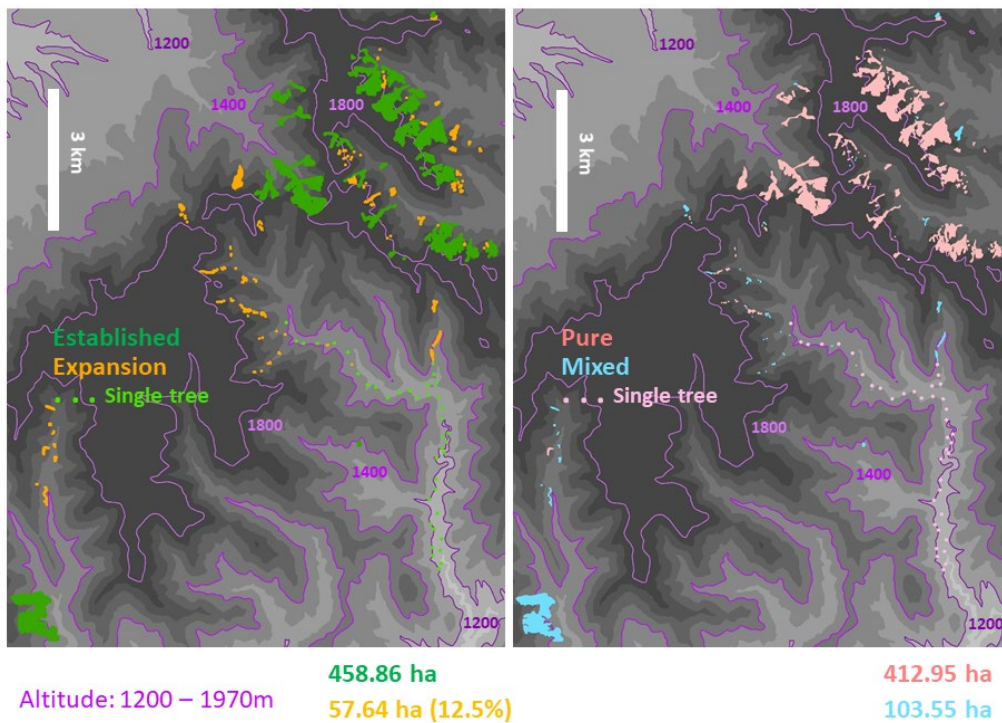 1200
1400
1800
3 km
Established
Expansion
Single tree
1800
1400
1200
1200
1400
1800
3 km
Pure
Mixed
Single tree
1800
1400
1200
Altitude: 1200 – 1970m
458.86 ha
57.64 ha (12.5%)
412.95 ha
103.55 ha